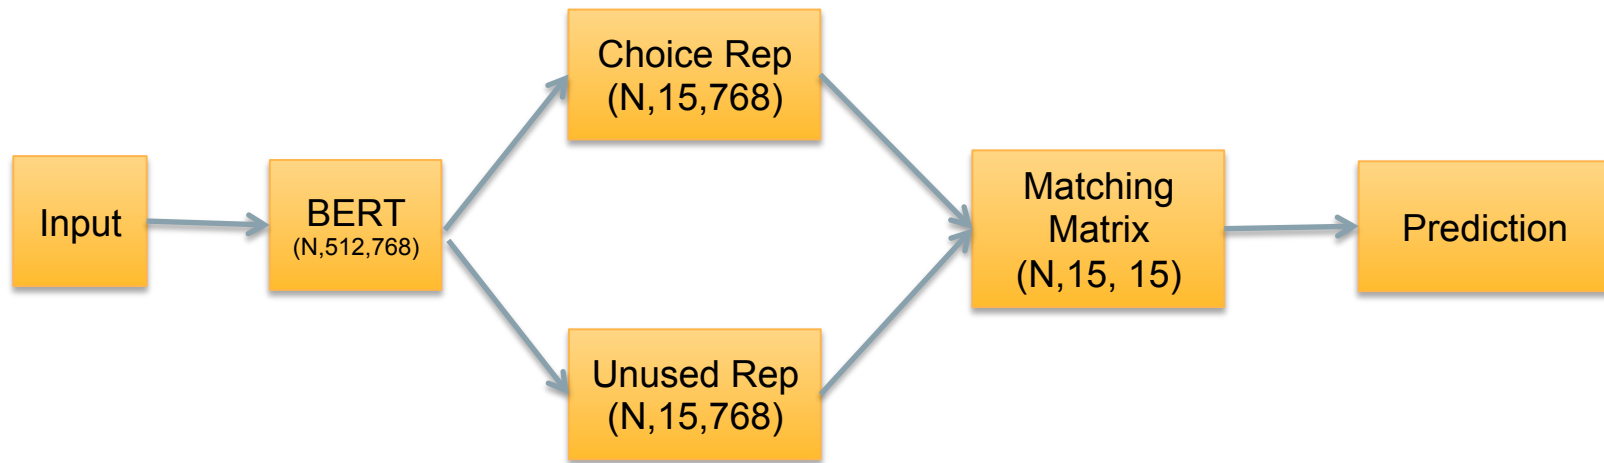 Input
BERT
(N,512,768)
Choice Rep
(N,15,768)
Unused Rep
(N,15,768)
Matching
Matrix
(N,15, 15)
Prediction